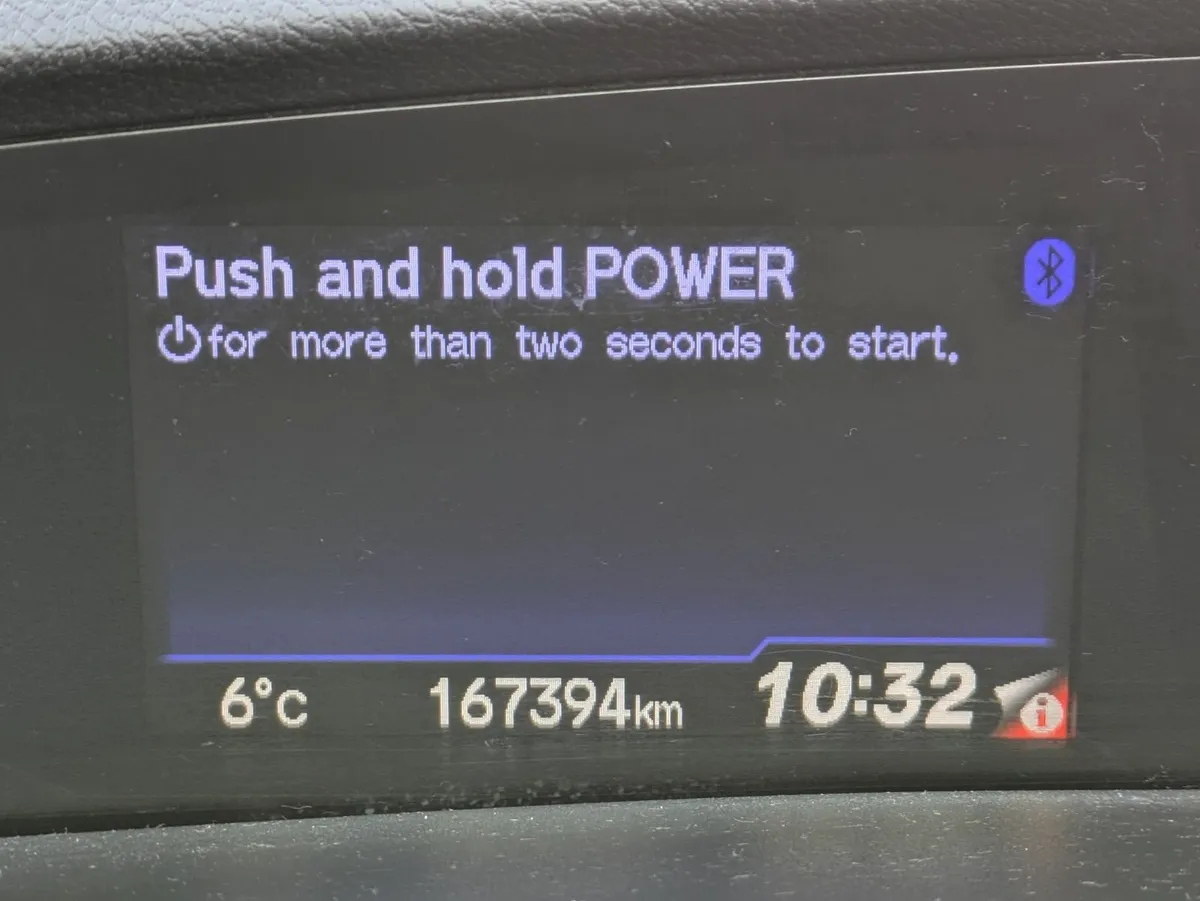 Push and hold POWER
for more than two seconds to start.
6°C 167394km 10:32 i